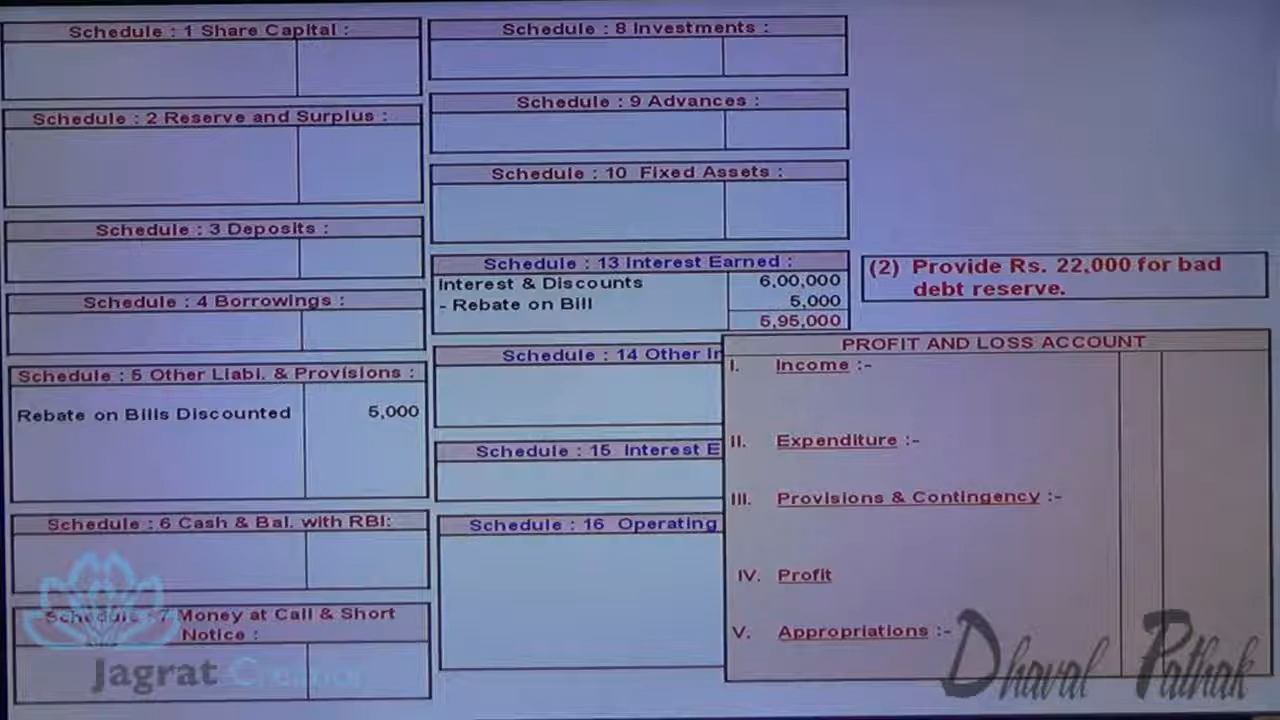 Schedule : 1 Share Capital :
Schedule : 2 Reserve and Surplus :
Schedule : 3 Deposits :
Schedule : 4 Borrowings :
Schedule : 5 Other Liabi. & Provisions :
Rebate on Bills Discounted 5,000
Schedule : 6 Cash & Bal. with RBI:
Schedule : 7 Money at Call & Short
Notice :
Schedule : 8 Investments :
Schedule : 9 Advances :
Schedule : 10 Fixed Assets :
Schedule : 13 Interest Earned :
Interest & Discounts 6,00,000
- Rebate on Bill 5,000
5,95,000
Schedule : 14 Other In
Schedule : 15 Interest E
Schedule : 16 Operating
(2) Provide Rs. 22,000 for bad
debt reserve.
PROFIT AND LOSS ACCOUNT
I. Income :-
II. Expenditure :-
III. Provisions & Contingency :-
IV. Profit
V. Appropriations :-
Jagrat Creator
Dhaval Pathak